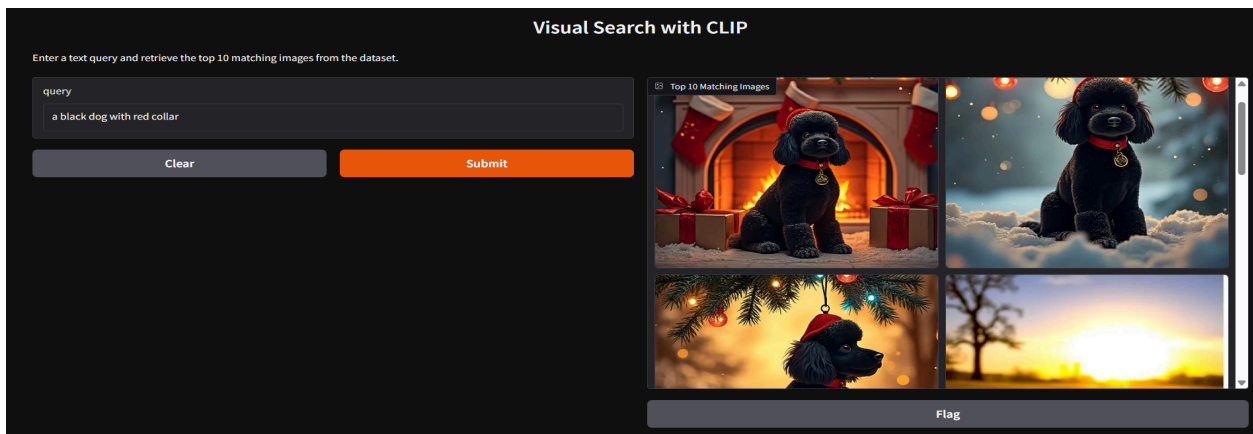 Visual Search with CLIP
Enter a text query and retrieve the top 10 matching images from the dataset.
query
a black dog with red collar
Clear
Submit
Top 10 Matching Images
Flag